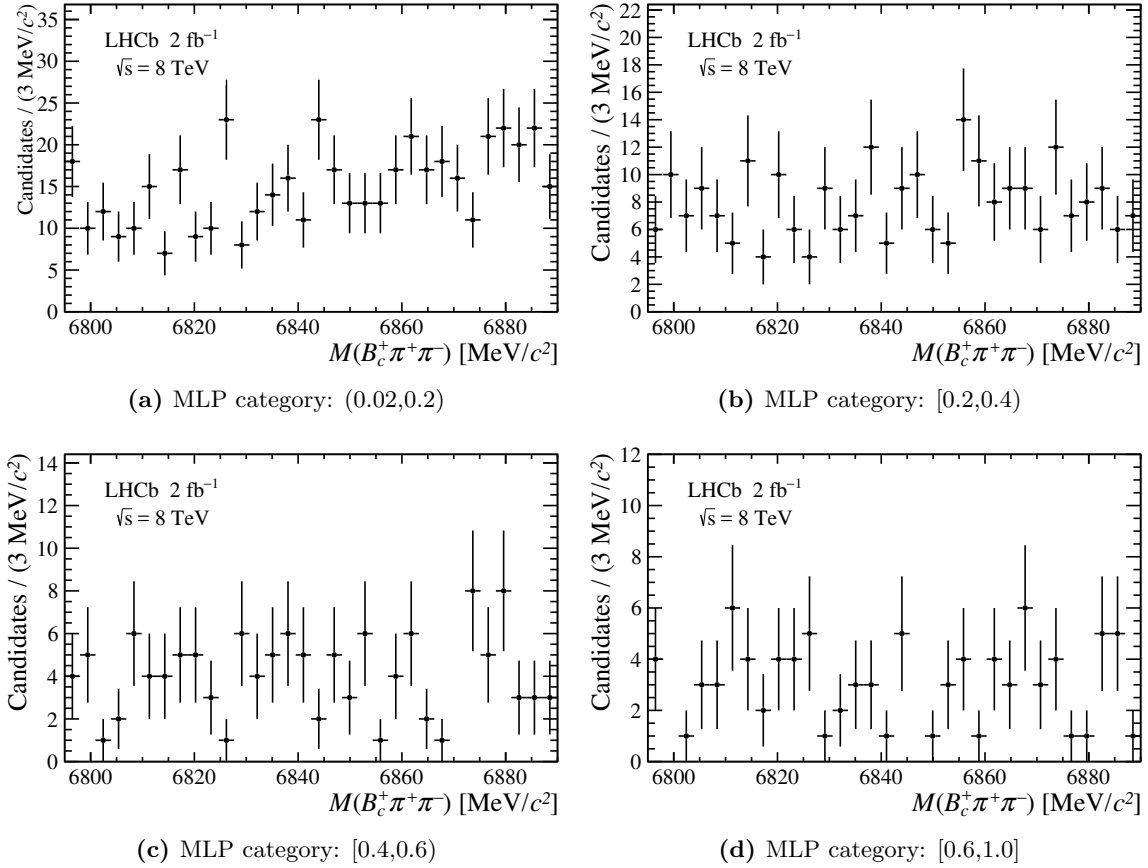 Candidates / (3 MeV/c²)
35
30
25
20
15
10
5
0
LHCb 2 fb⁻¹
√s = 8 TeV
6800 6820 6840 6860 6880
M(B_c⁺π⁺π⁻) [MeV/c²]
(a) MLP category: (0.02,0.2)
Candidates / (3 MeV/c²)
22
20
18
16
14
12
10
8
6
4
2
0
LHCb 2 fb⁻¹
√s = 8 TeV
6800 6820 6840 6860 6880
M(B_c⁺π⁺π⁻) [MeV/c²]
(b) MLP category: [0.2,0.4)
Candidates / (3 MeV/c²)
14
12
10
8
6
4
2
0
LHCb 2 fb⁻¹
√s = 8 TeV
6800 6820 6840 6860 6880
M(B_c⁺π⁺π⁻) [MeV/c²]
(c) MLP category: [0.4,0.6)
Candidates / (3 MeV/c²)
12
10
8
6
4
2
0
LHCb 2 fb⁻¹
√s = 8 TeV
6800 6820 6840 6860 6880
M(B_c⁺π⁺π⁻) [MeV/c²]
(d) MLP category: [0.6,1.0]